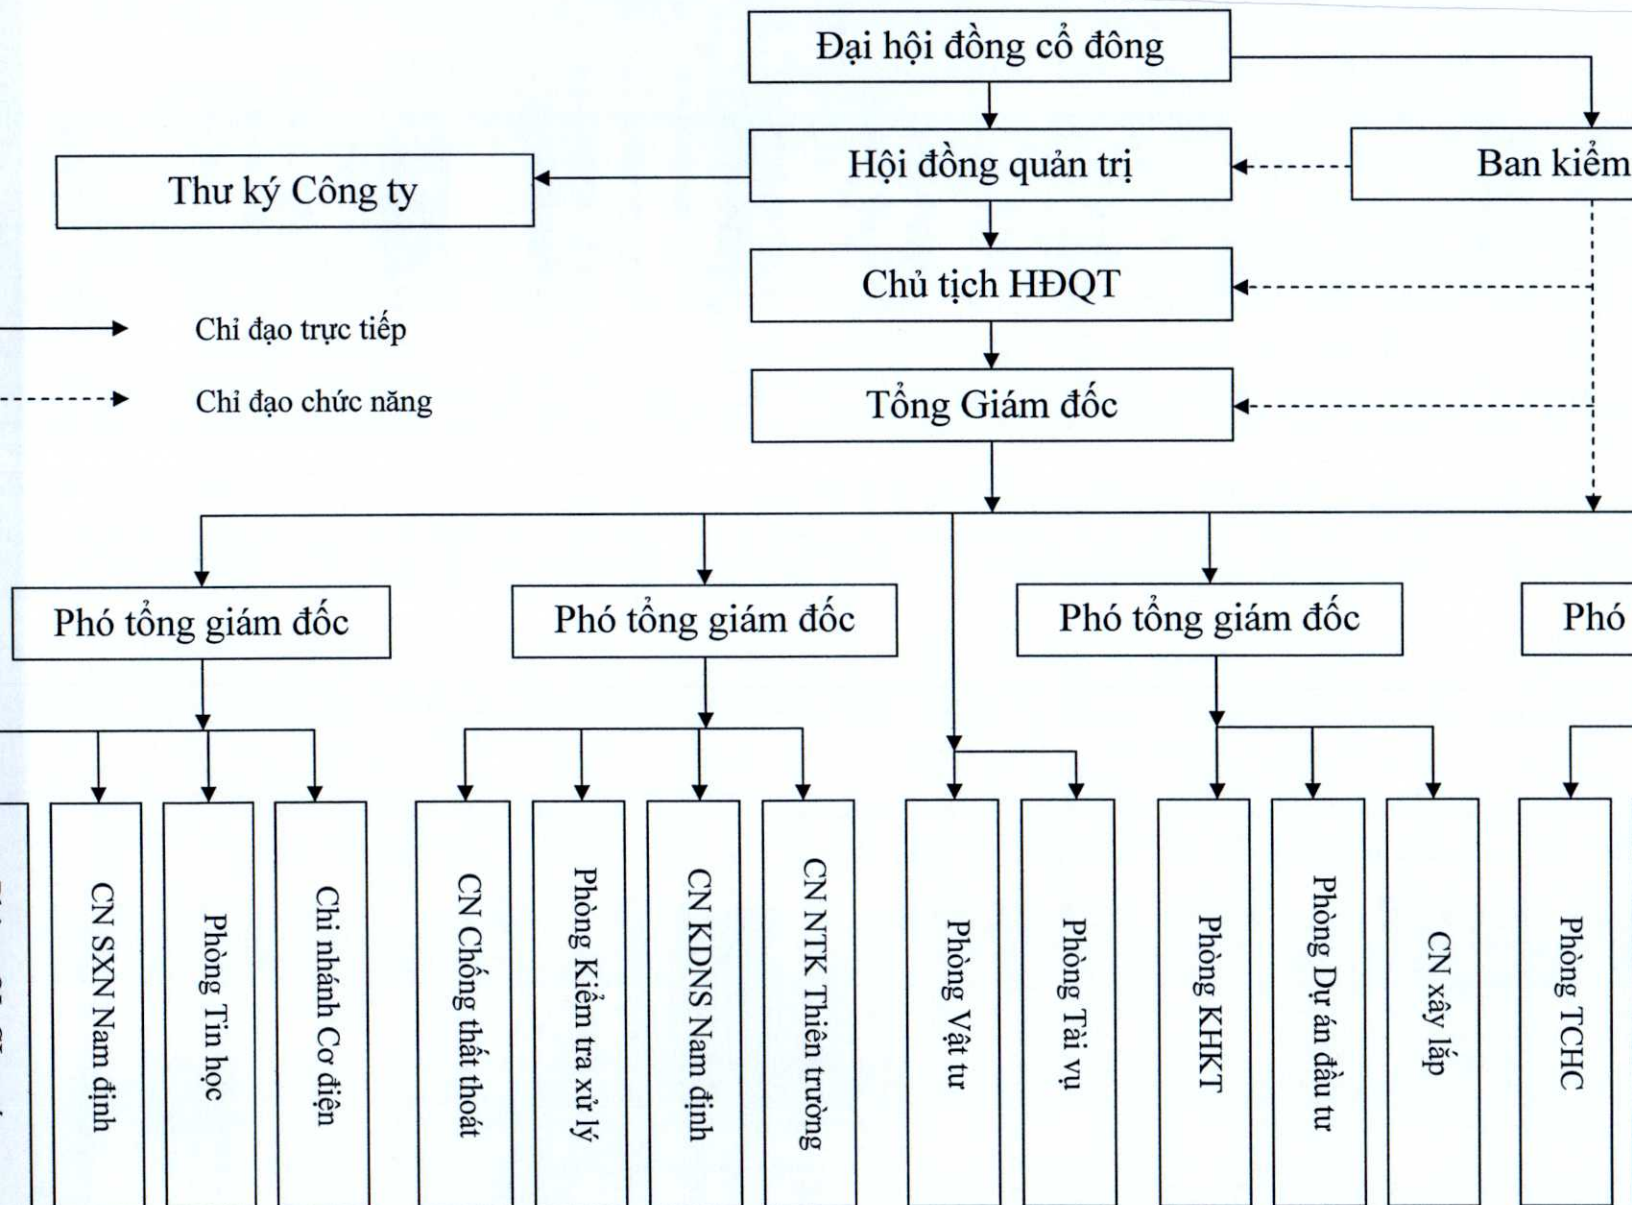 Đại hội đồng cổ đông
Hội đồng quản trị
Ban kiểm
Thư ký Công ty
Chủ tịch HĐQT
Chỉ đạo trực tiếp
Tổng Giám đốc
Chỉ đạo chức năng
Phó tổng giám đốc
Phó tổng giám đốc
Phó tổng giám đốc
Phó
CN SXN Nam định
Phòng Tin học
Chi nhánh Cơ điện
CN Chống thất thoát
Phòng Kiểm tra xử lý
CN KDNS Nam định
CN NTK Thiên trường
Phòng Vật tư
Phòng Tài vụ
Phòng KHKT
Phòng Dự án đầu tư
CN xây lắp
Phòng TCHC